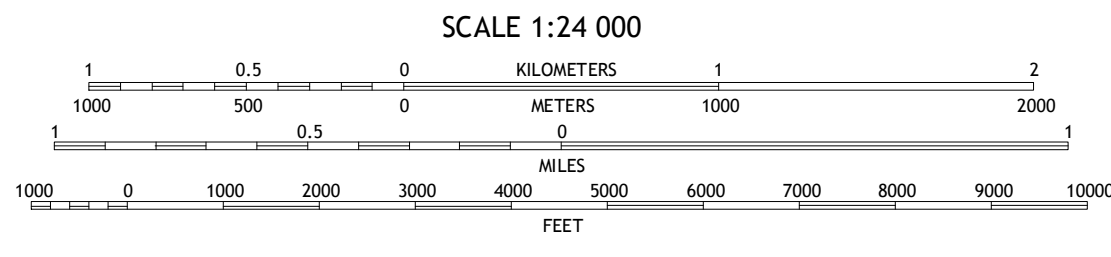 SCALE 1:24 000
1 0.5 0 KILOMETERS 1 2
1000 500 0 METERS 1000 2000
1 0.5 0 1
MILES
1000 0 1000 2000 3000 4000 5000 6000 7000 8000 9000 10000
FEET